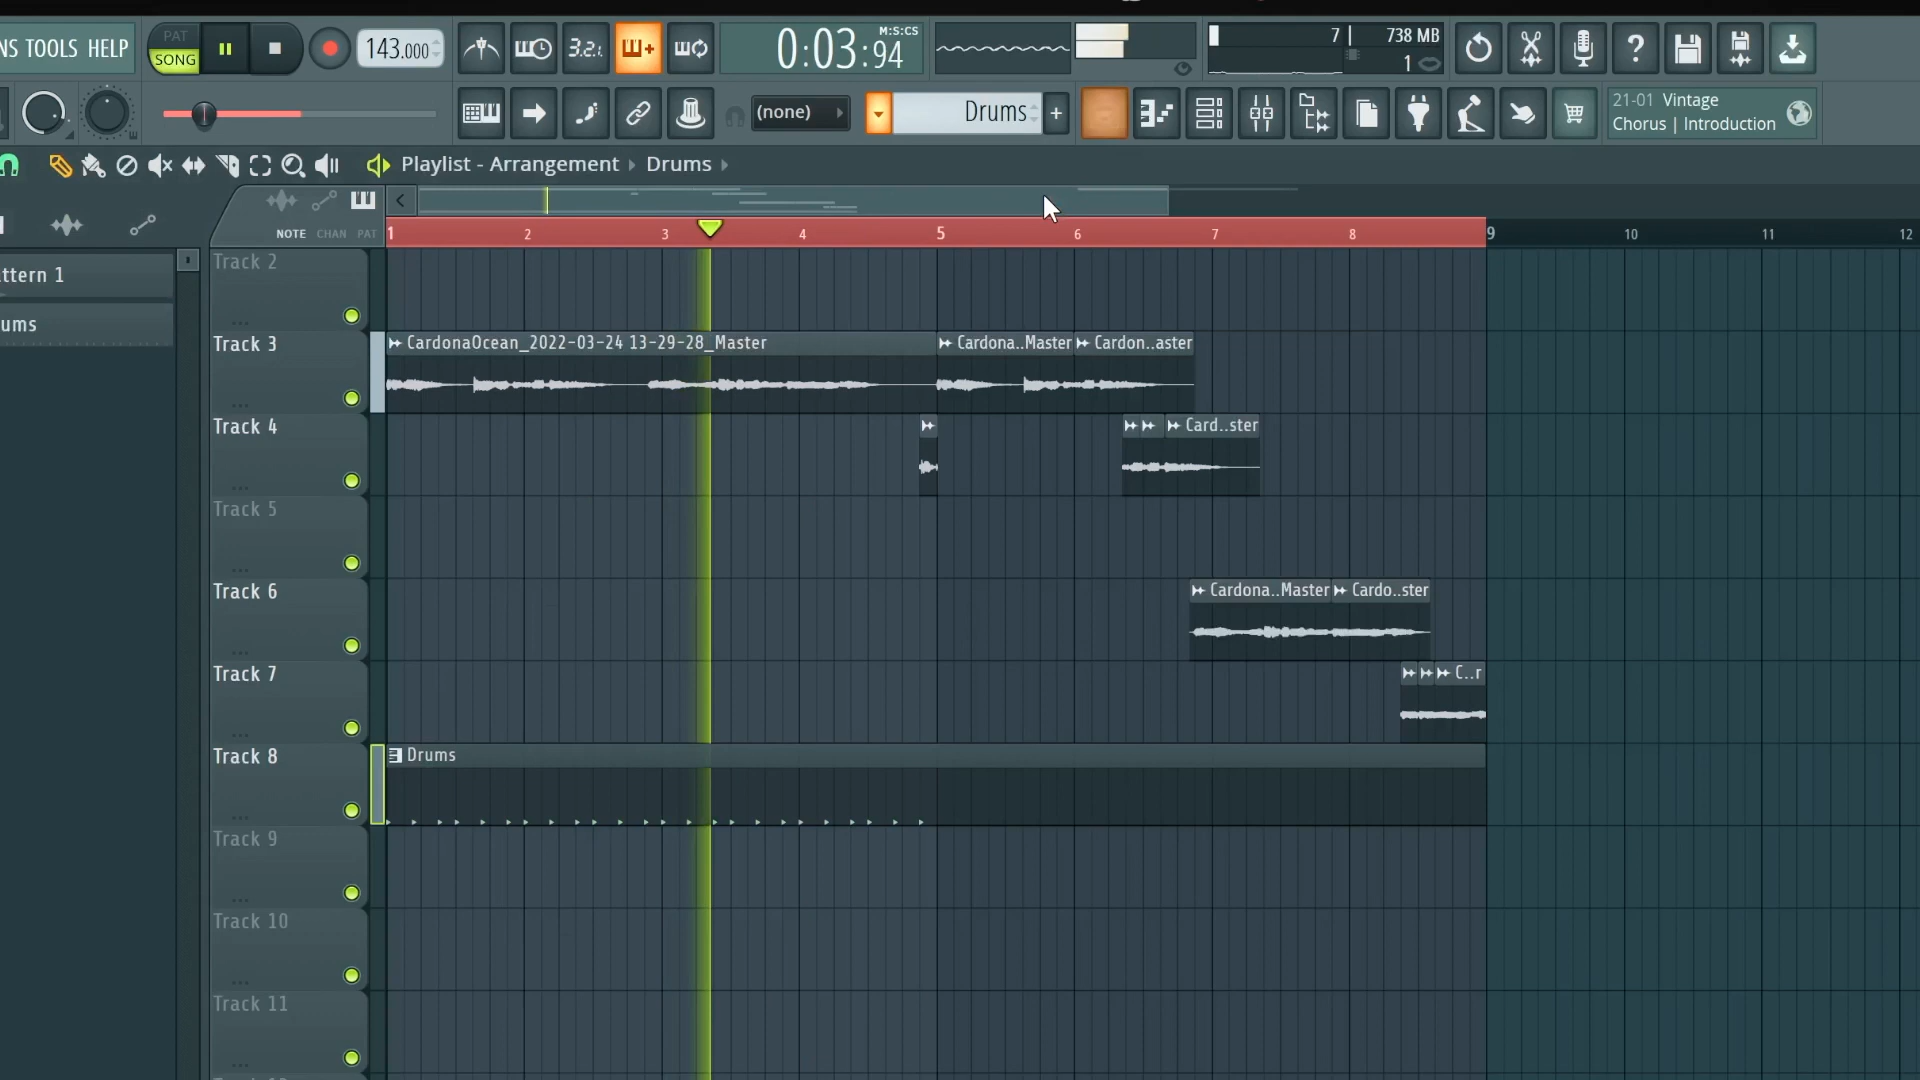 NS TOOLS HELP
PAT
SONG
143.000
3.2.
0:03:94
M:S:CS
7
738 MB
1
(none)
Drums
+
21-01 Vintage
Chorus | Introduction
Playlist - Arrangement
Drums
NOTE CHAN PAT
1 2 3 4 5 6 7 8 9 10 11 12
ttern 1
ums
Track 2
Track 3
CardonaOcean_2022-03-24 13-29-28_Master
Cardona..Master
Cardon..aster
Track 4
Card..ster
Track 5
Track 6
Cardona..Master
Cardo..ster
Track 7
C..r
Track 8
Drums
Track 9
Track 10
Track 11